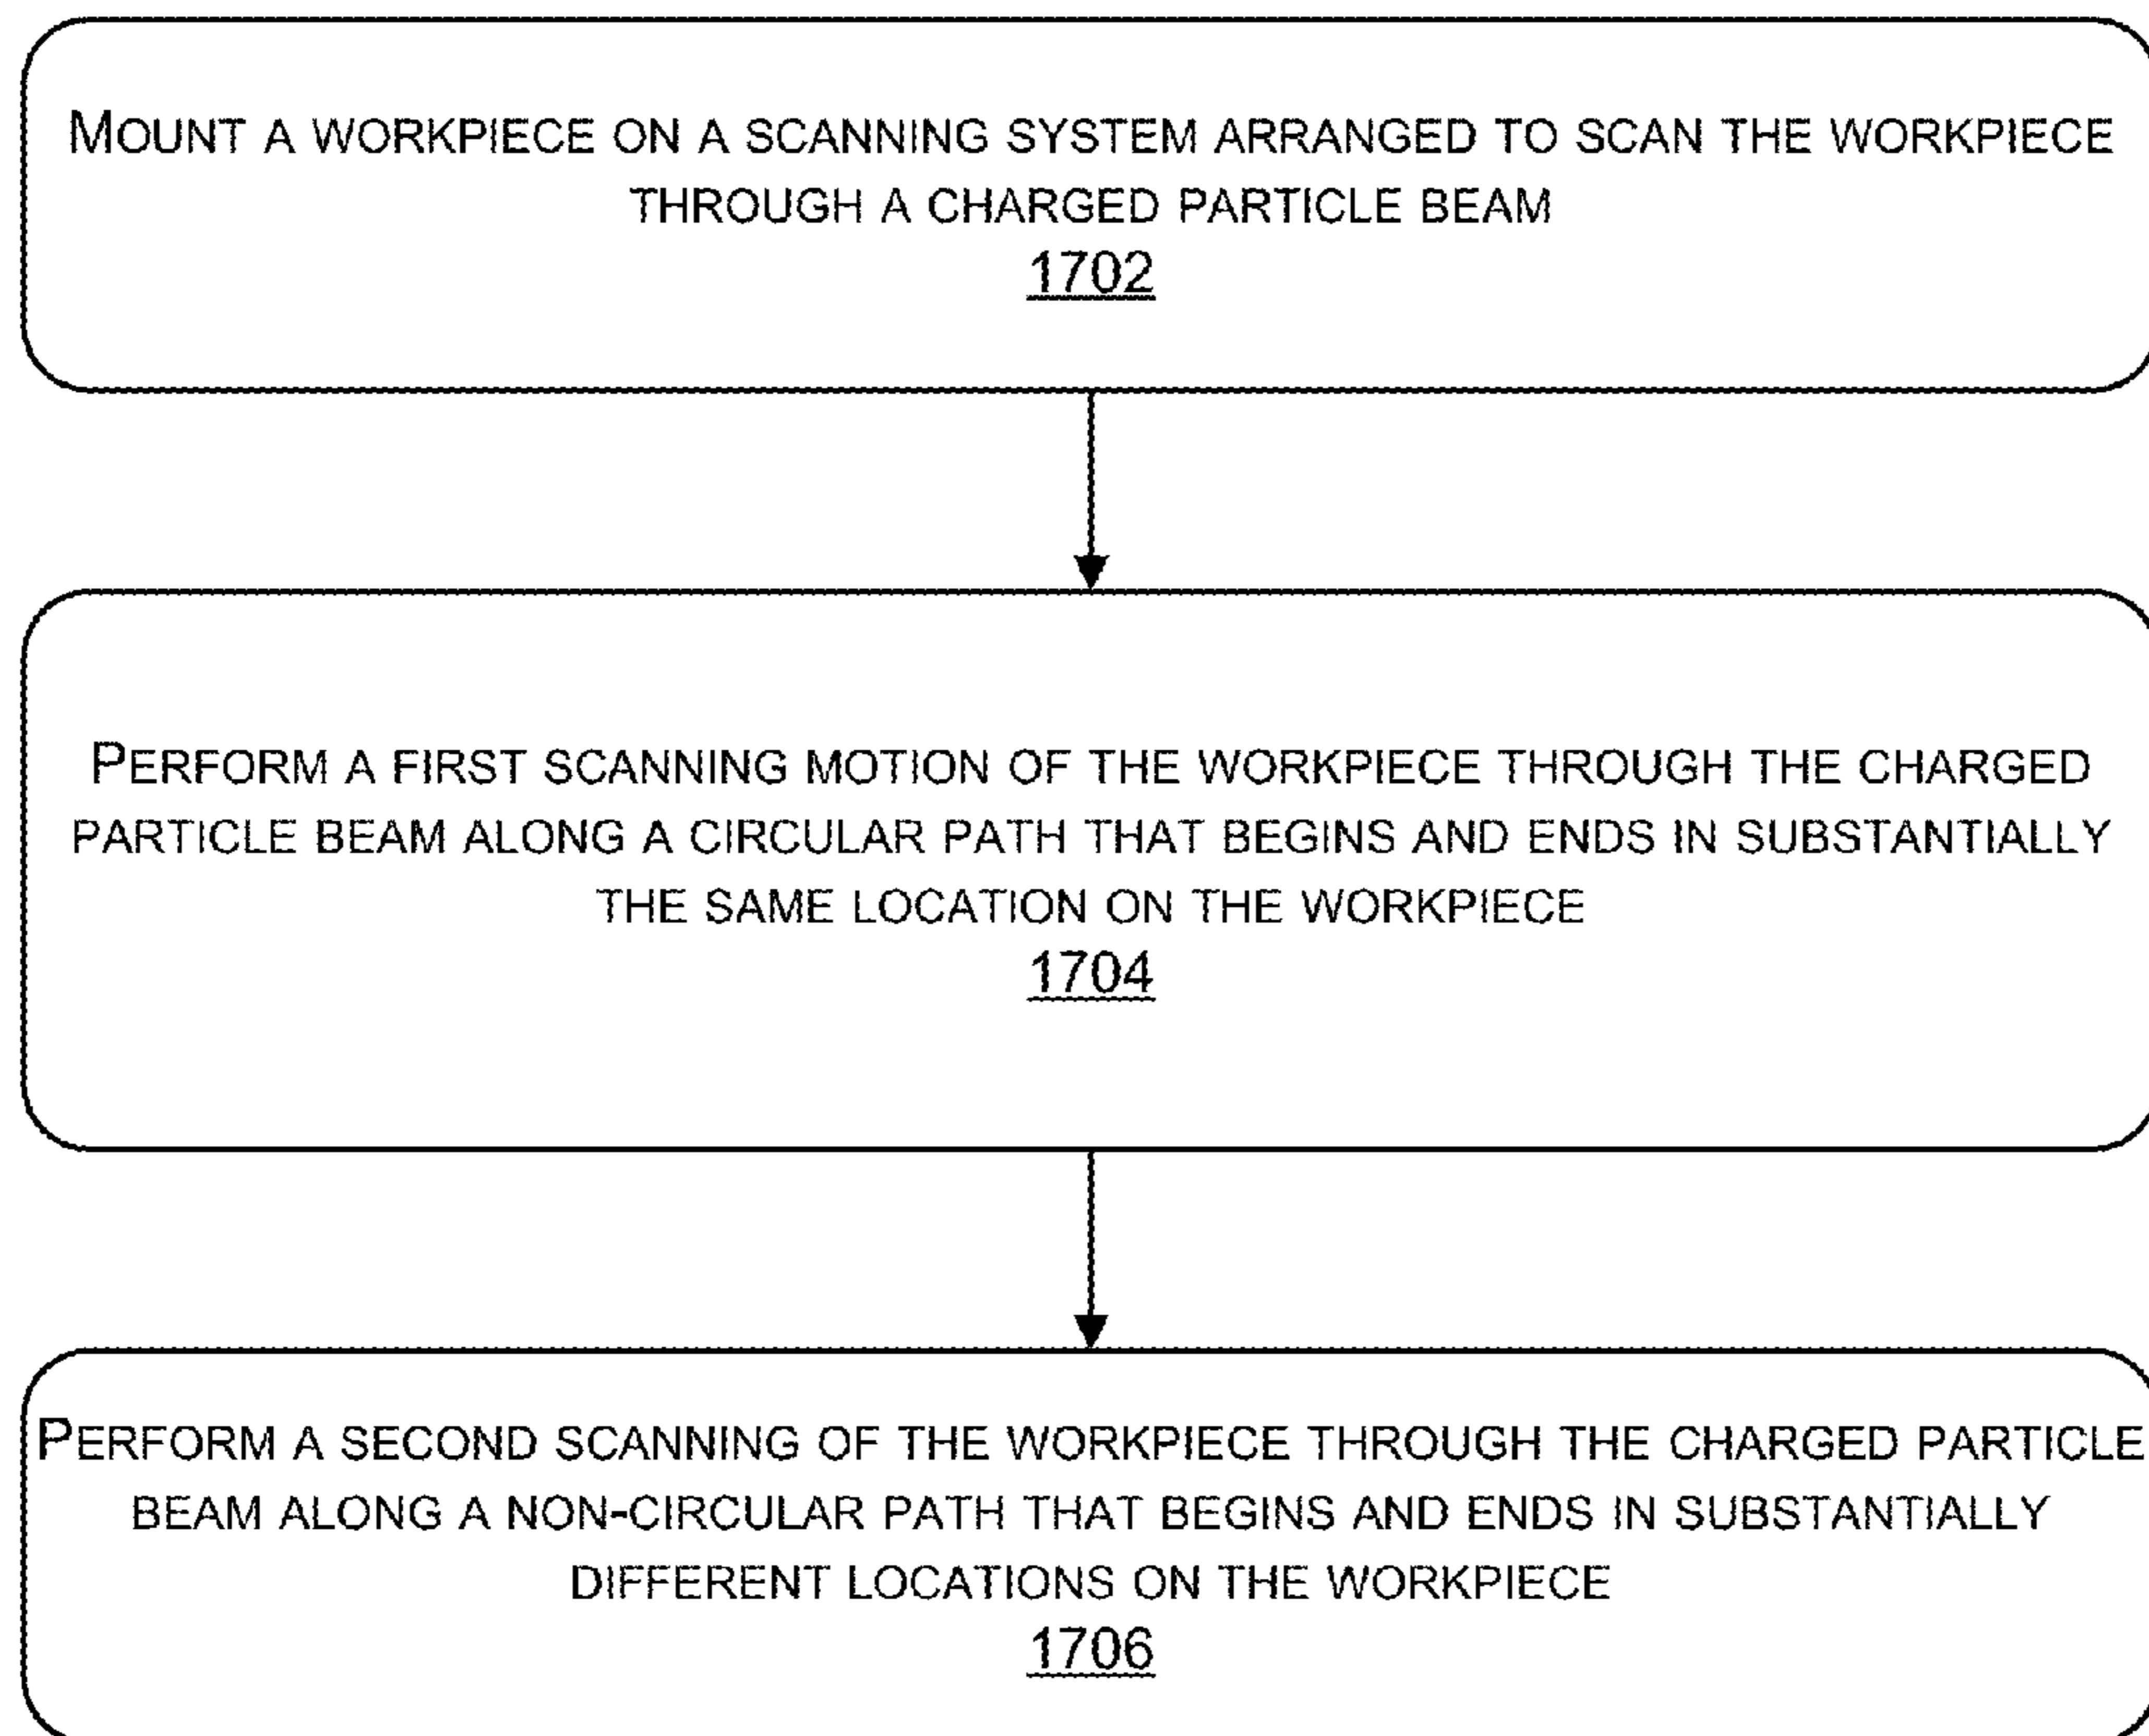 MOUNT A WORKPIECE ON A SCANNING SYSTEM ARRANGED TO SCAN THE WORKPIECE
THROUGH A CHARGED PARTICLE BEAM
1702
PERFORM A FIRST SCANNING MOTION OF THE WORKPIECE THROUGH THE CHARGED
PARTICLE BEAM ALONG A CIRCULAR PATH THAT BEGINS AND ENDS IN SUBSTANTIALLY
THE SAME LOCATION ON THE WORKPIECE
1704
PERFORM A SECOND SCANNING OF THE WORKPIECE THROUGH THE CHARGED PARTICLE
BEAM ALONG A NON-CIRCULAR PATH THAT BEGINS AND ENDS IN SUBSTANTIALLY
DIFFERENT LOCATIONS ON THE WORKPIECE
1706